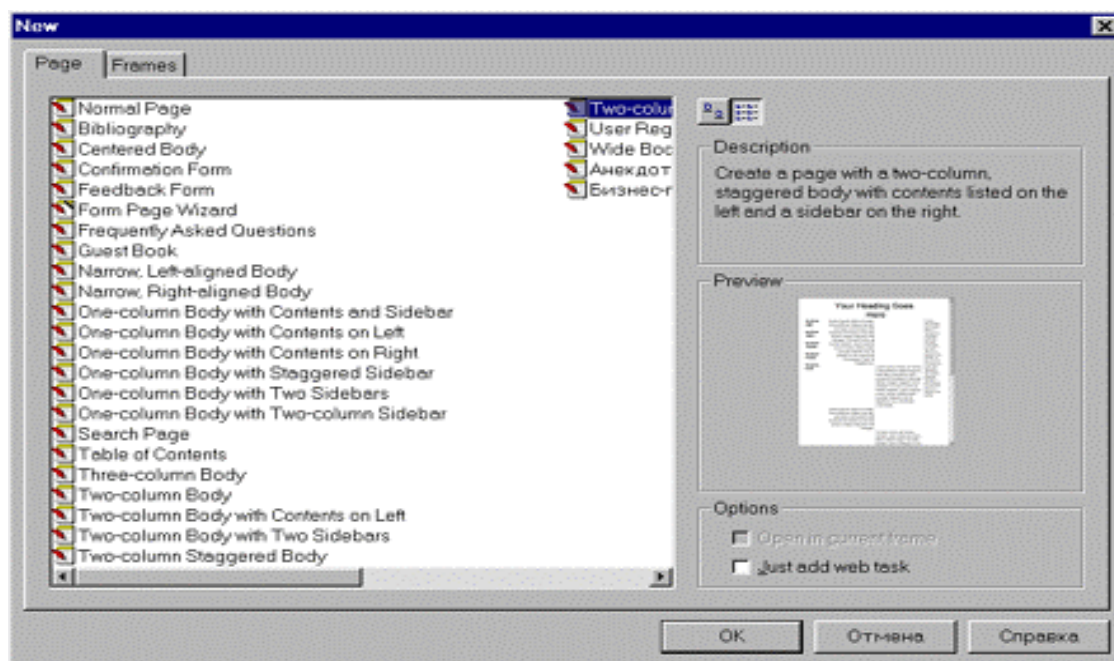 New
Page
Frames
Normal Page
Bibliography
Centered Body
Confirmation Form
Feedback Form
Form Page Wizard
Frequently Asked Questions
Guest Book
Narrow, Left-aligned Body
Narrow, Right-aligned Body
One-column Body with Contents and Sidebar
One-column Body with Contents on Left
One-column Body with Contents on Right
One-column Body with Staggered Sidebar
One-column Body with Two Sidebars
One-column Body with Two-column Sidebar
Search Page
Table of Contents
Three-column Body
Two-column Body
Two-column Body with Contents on Left
Two-column Body with Two Sidebars
Two-column Staggered Body
Two-colu
User Reg
Wide Boc
Анекдот
Бизнес-г
Description
Create a page with a two-column,
staggered body with contents listed on the
left and a sidebar on the right.
Preview
Your Heading Goes
Here
Options
Open in current frame
Just add web task
OK
Отмена
Справка